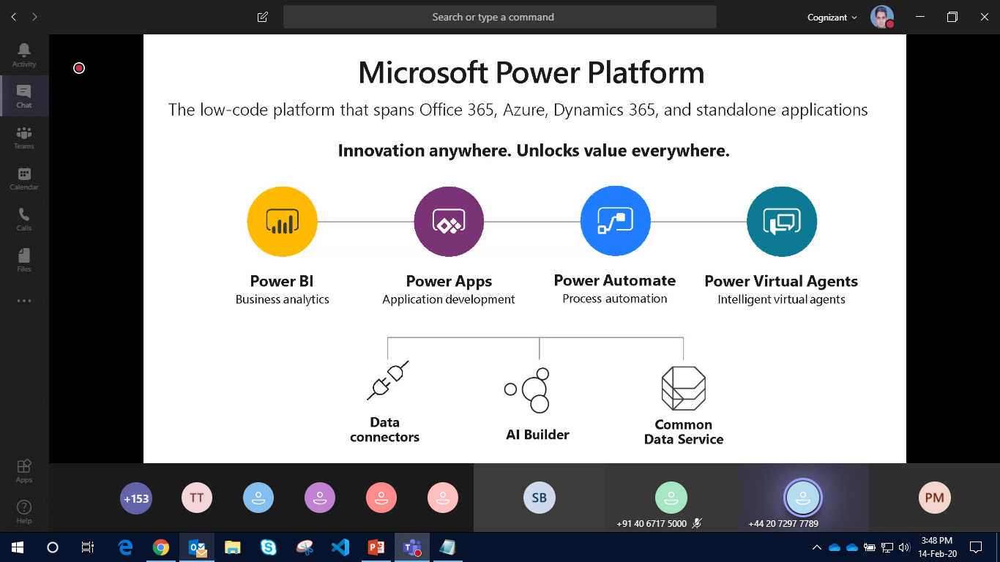 Search or type a command
Cognizant
Activity
Chat
Teams
Calendar
Calls
Files
Apps
Help
Microsoft Power Platform
The low-code platform that spans Office 365, Azure, Dynamics 365, and standalone applications
Innovation anywhere. Unlocks value everywhere.
Power BI
Business analytics
Power Apps
Application development
Power Automate
Process automation
Power Virtual Agents
Intelligent virtual agents
Data
connectors
AI Builder
Common
Data Service
+153
TT
SB
+91 40 6717 5000
+44 20 7297 7789
PM
3:48 PM
14-Feb-20